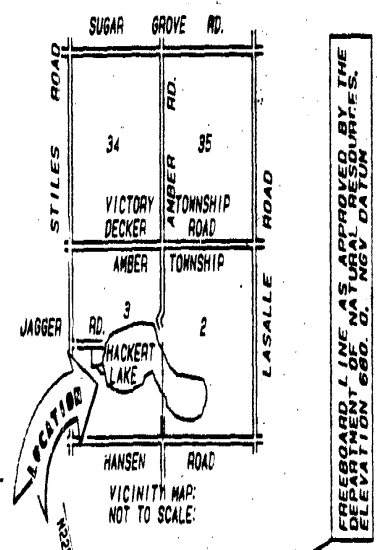 SUGAR GROVE RD.
STILES ROAD
AMBER RD.
34
35
VICTORY TOWNSHIP
DECKER ROAD
AMBER TOWNSHIP
LASALLE ROAD
3
2
JAGGER RD.
HACKERT
LAKE
LOCATION
HANSEN ROAD
VICINITY MAP:
NOT TO SCALE:
FREEBOARD LINE AS APPROVED BY THE
DEPARTMENT OF NATURAL RESOURCES.
ELEVATION 680.0, NGV DATUM